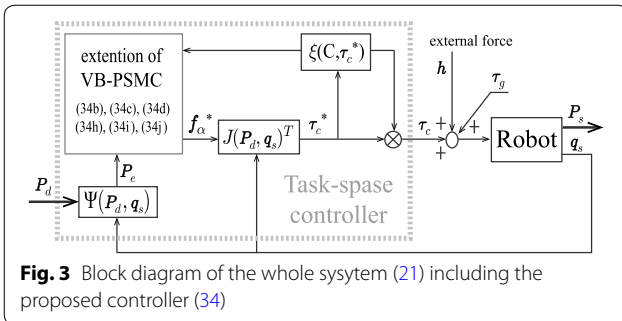 extention of
VB-PSMC
(34b), (34c), (34d)
(34h), (34i), (34j)
ξ(C,τc*)
fα*
J(Pd, qs)^T
τc*
⊗
τc
+
+
+
external force
h
τg
Robot
Ps
qs
Pe
Pd
Ψ(Pd, qs)
Task-spase
controller
Fig. 3 Block diagram of the whole sysytem (21) including the
proposed controller (34)